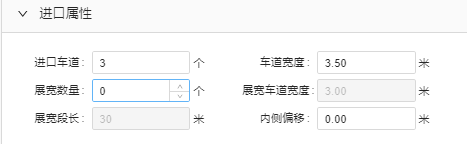 进口属性
进口车道: 3 个 车道宽度: 3.50 米
展宽数量: 0 个 展宽车道宽度: 3.00 米
展宽段长: 30 米 内侧偏移: 0.00 米